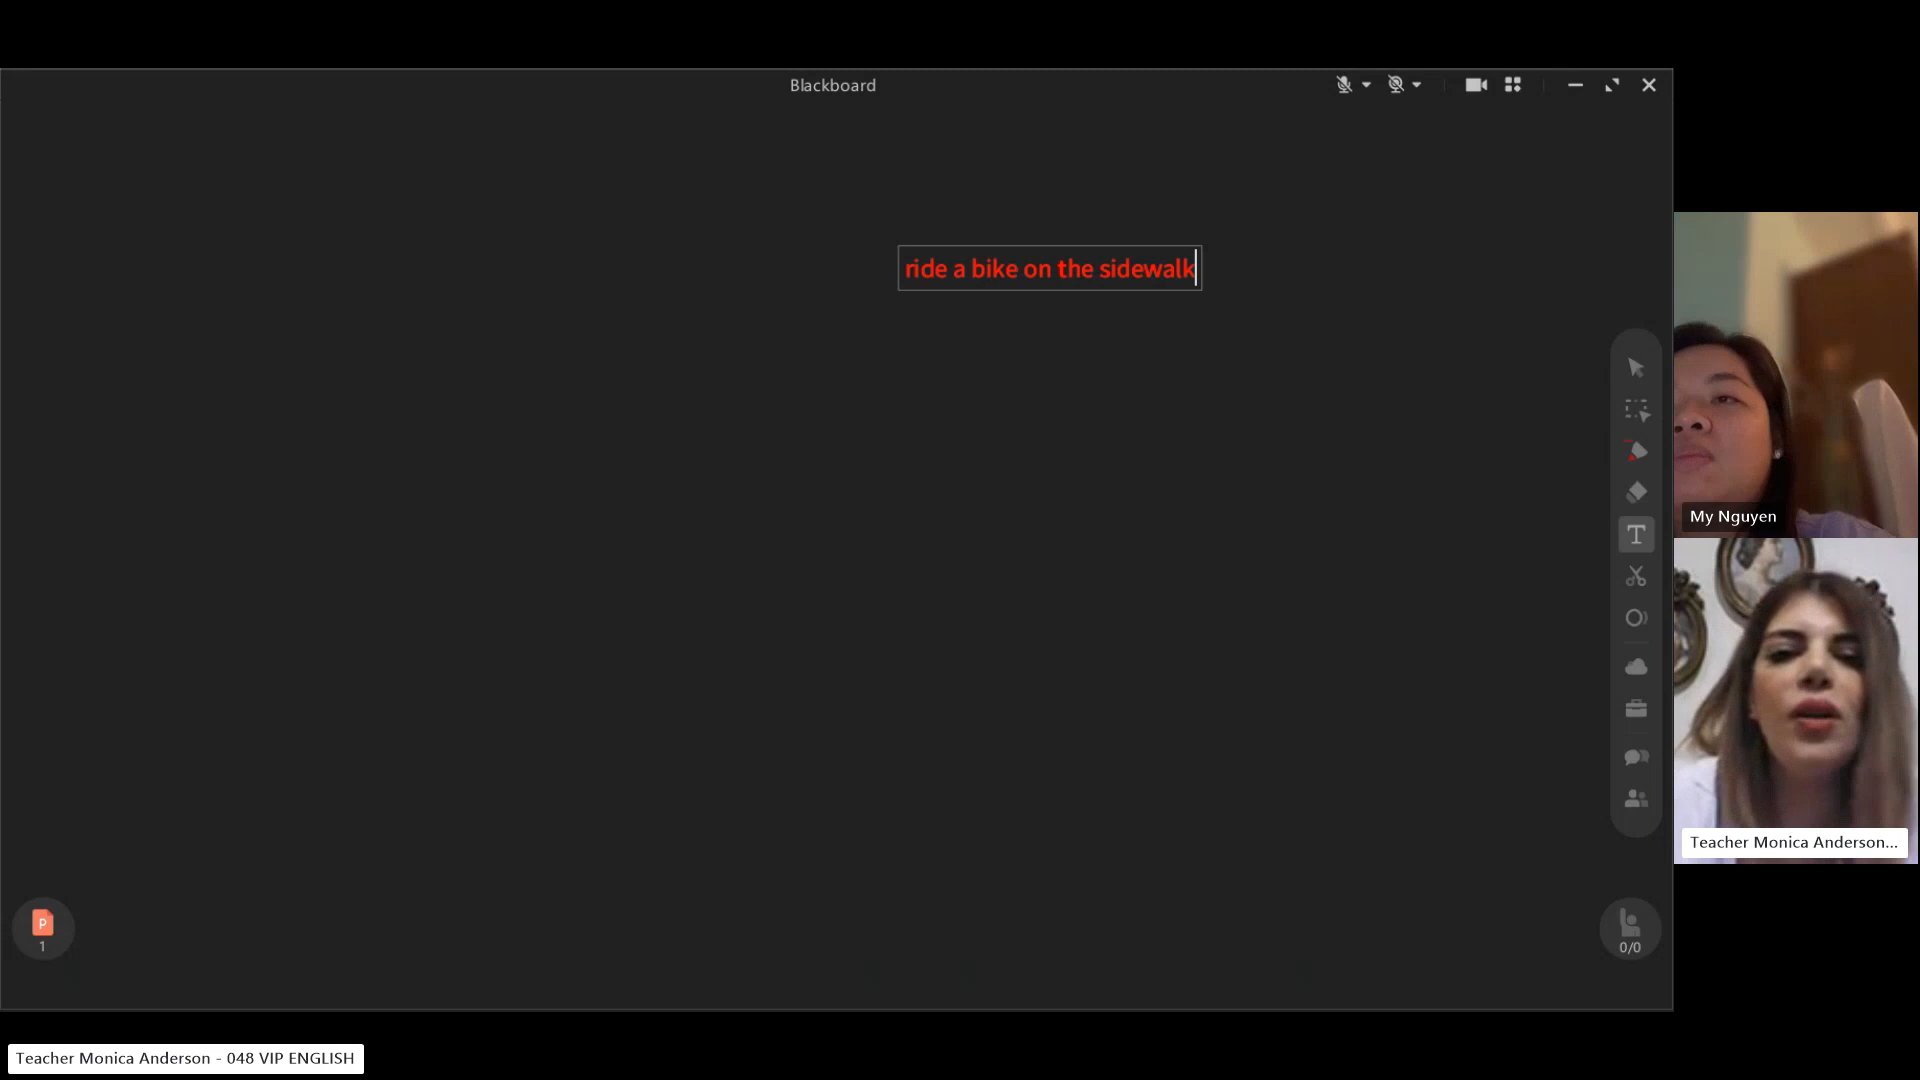 Blackboard
ride a bike on the sidewalk
My Nguyen
Teacher Monica Anderson...
P
1
0/0
Teacher Monica Anderson - 048 VIP ENGLISH